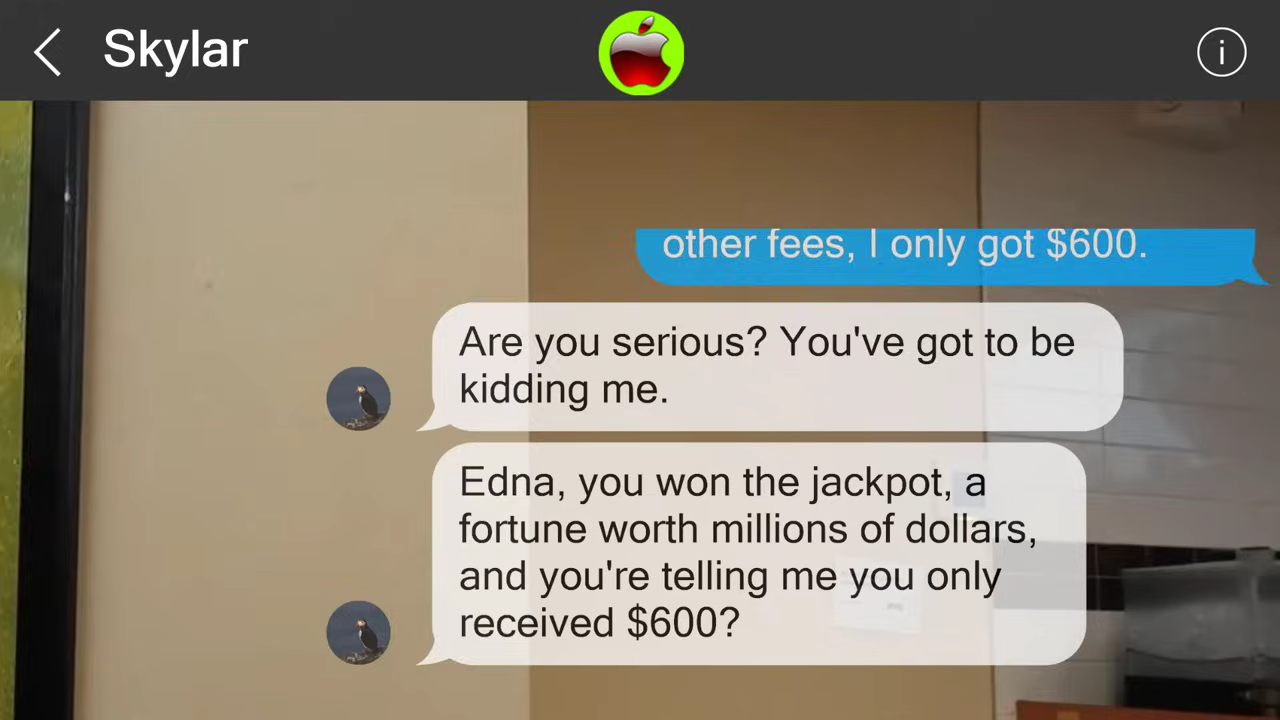 Skylar
i
other fees, I only got $600.
Are you serious? You've got to be
kidding me.
Edna, you won the jackpot, a
fortune worth millions of dollars,
and you're telling me you only
received $600?